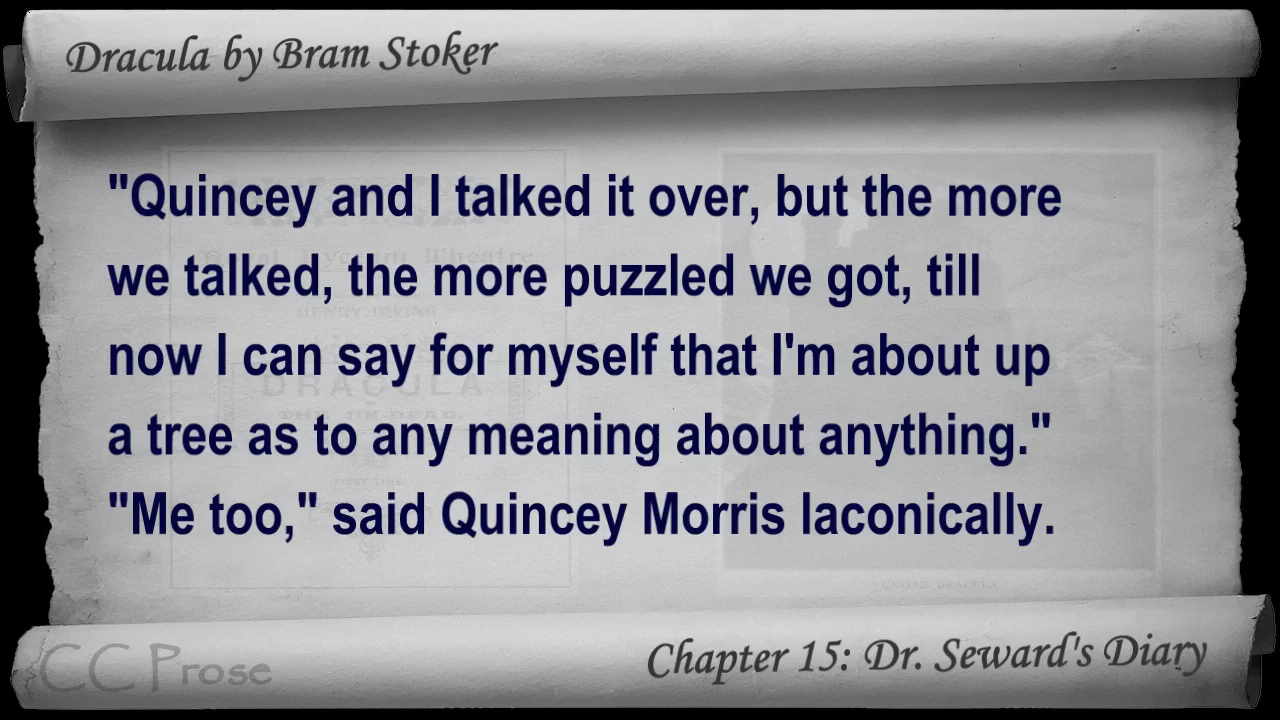 Dracula by Bram Stoker
"Quincey and I talked it over, but the more
we talked, the more puzzled we got, till
now I can say for myself that I'm about up
a tree as to any meaning about anything."
"Me too," said Quincey Morris laconically.
CC Prose
Chapter 15: Dr. Seward's Diary